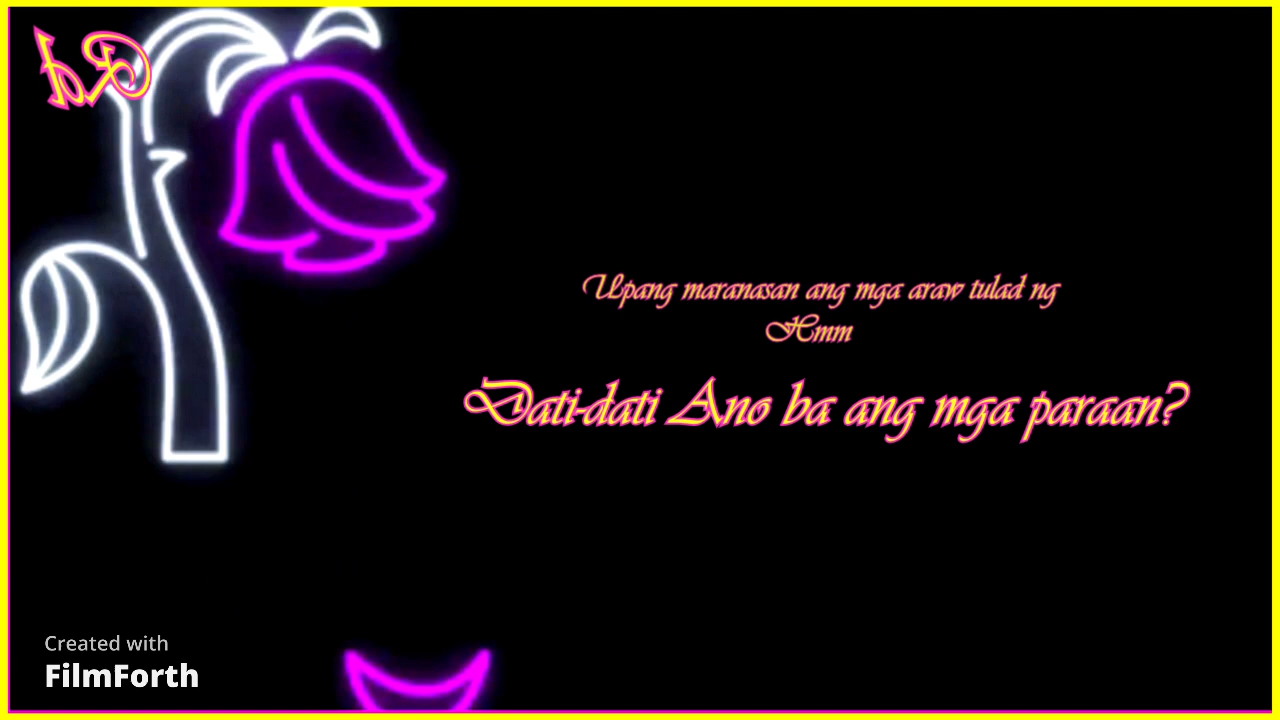 Upang maranasan ang mga araw tulad ng
Hmm
Dati-dati Ano ba ang mga paraan?
Created with
FilmForth